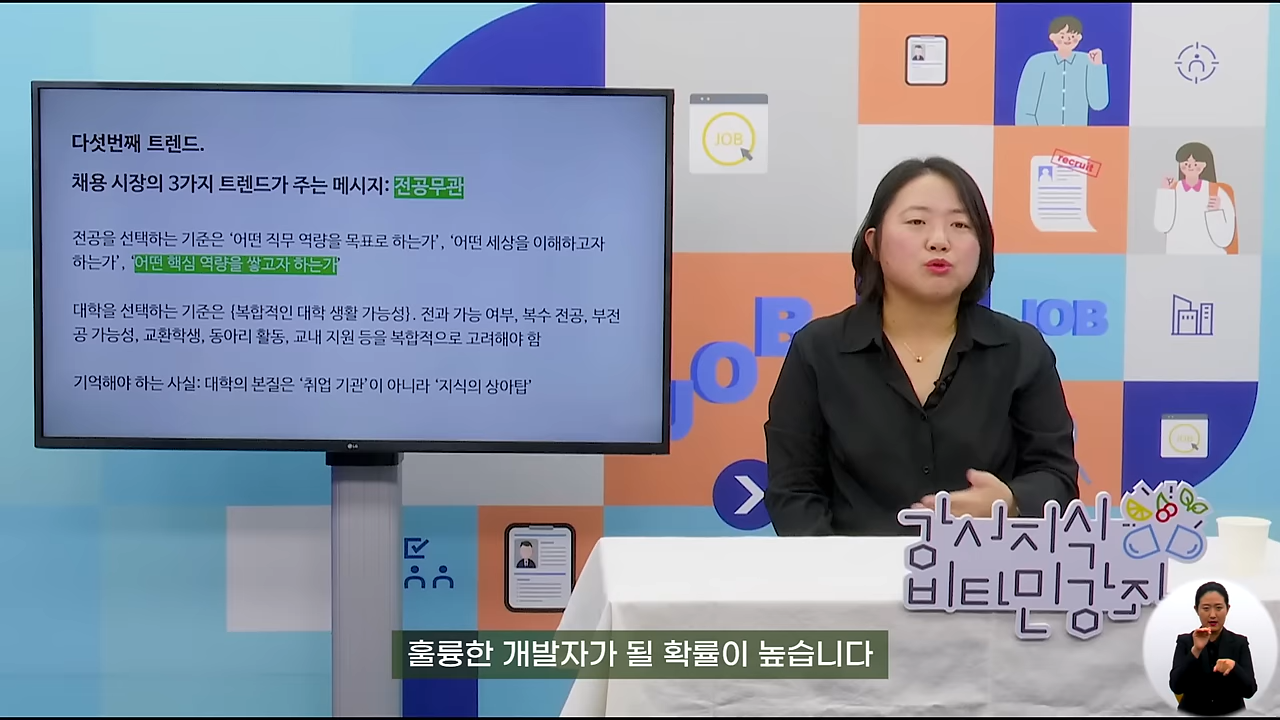 다섯번째 트렌드.
채용 시장의 3가지 트렌드가 주는 메시지: 전공무관
전공을 선택하는 기준은 ‘어떤 직무 역량을 목표로 하는가’, ‘어떤 세상을 이해하고자
하는가’, ‘어떤 핵심 역량을 쌓고자 하는가’
대학을 선택하는 기준은 {복합적인 대학 생활 가능성}. 전과 가능 여부, 복수 전공, 부전
공 가능성, 교환학생, 동아리 활동, 교내 지원 등을 복합적으로 고려해야 함
기억해야 하는 사실: 대학의 본질은 ‘취업 기관’이 아니라 ‘지식의 상아탑’
LG
JOB
recruit
JOB
JOB
JOB
강사지식
비타민강좌
훌륭한 개발자가 될 확률이 높습니다